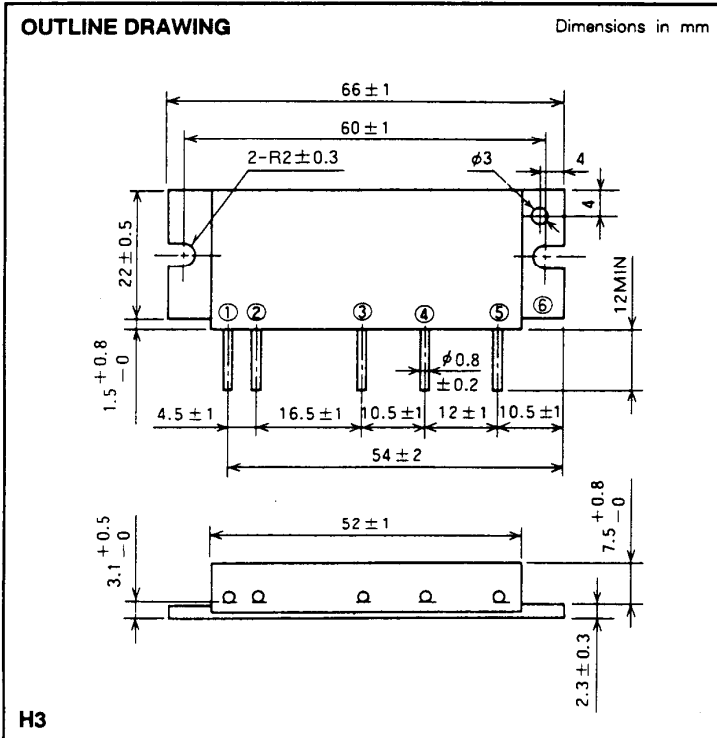 OUTLINE DRAWING
Dimensions in mm
66±1
60±1
2-R2±0.3
φ3
4
4
22±0.5
12MIN
① ② ③ ④ ⑤ ⑥
φ0.8
±0.2
1.5 +0.8 -0
4.5±1 16.5±1 10.5±1 12±1 10.5±1
54±2
52±1
3.1 +0.5 -0
7.5 +0.8 -0
2.3±0.3
H3